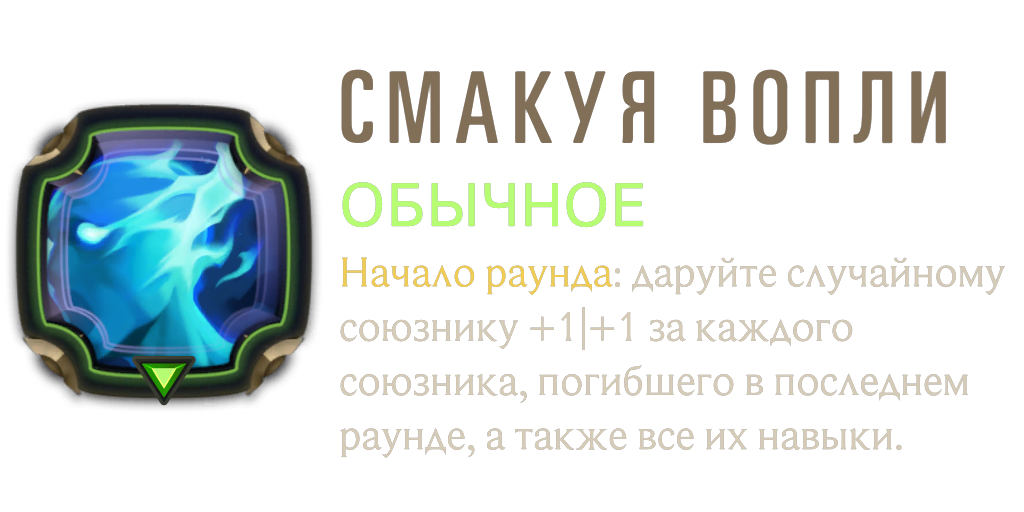 СМАКУЯ ВОПЛИ
ОБЫЧНОЕ
Начало раунда: даруйте случайному
союзнику +1|+1 за каждого
союзника, погибшего в последнем
раунде, а также все их навыки.